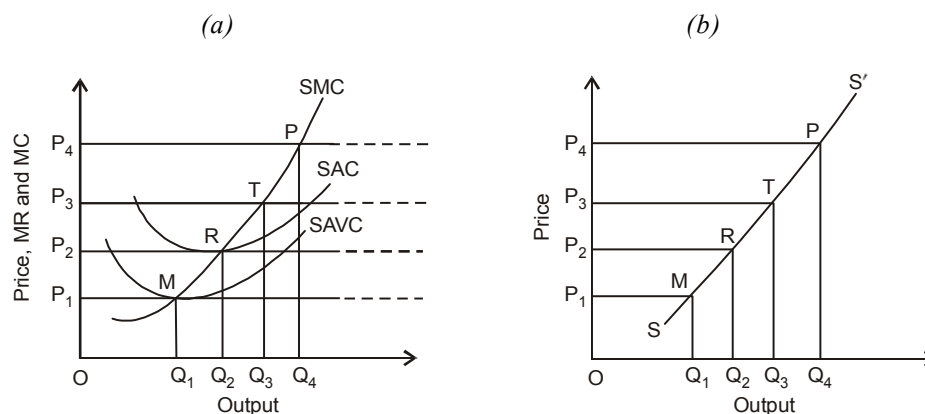 (a)
Price, MR and MC
P4
P3
P2
P1
SMC
P
SAC
T
SAVC
R
M
O
Q1
Q2
Q3
Q4
Output
(b)
Price
P4
P3
P2
P1
S′
P
T
R
M
S
O
Q1
Q2
Q3
Q4
Output